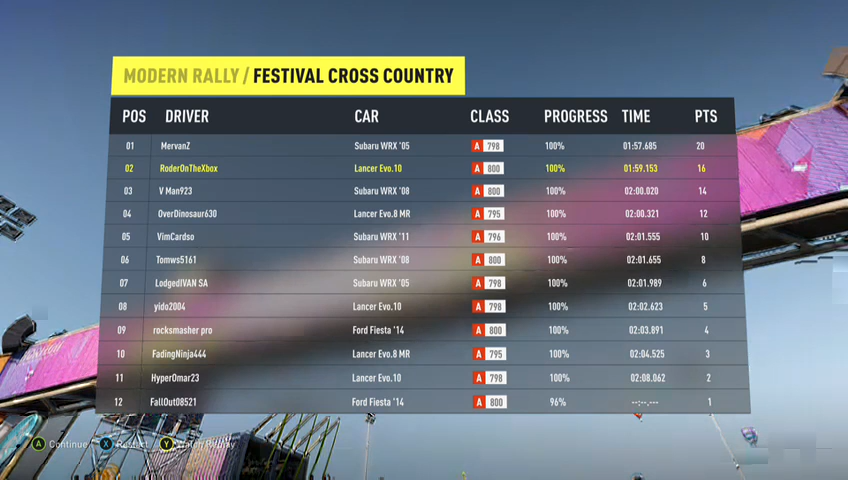 MODERN RALLY / FESTIVAL CROSS COUNTRY
POS DRIVER CAR CLASS PROGRESS TIME PTS
01 MervanZ Subaru WRX '05 A 798 100% 01:57.685 20
02 RoderOnTheXbox Lancer Evo.10 A 800 100% 01:59.153 16
03 V Man923 Subaru WRX '08 A 800 100% 02:00.020 14
04 OverDinosaur630 Lancer Evo.8 MR A 795 100% 02:00.321 12
05 VimCardso Subaru WRX '11 A 796 100% 02:01.555 10
06 Tomws5161 Subaru WRX '08 A 800 100% 02:01.655 8
07 LodgedIVAN SA Subaru WRX '05 A 798 100% 02:01.989 6
08 yido2004 Lancer Evo.10 A 798 100% 02:02.623 5
09 rocksmasher pro Ford Fiesta '14 A 800 100% 02:03.891 4
10 FadingNinja444 Lancer Evo.8 MR A 795 100% 02:04.525 3
11 HyperOmar23 Lancer Evo.10 A 798 100% 02:08.062 2
12 FallOut08521 Ford Fiesta '14 A 800 96% --:--.--- 1
A Continue X Restart Y Watch Replay